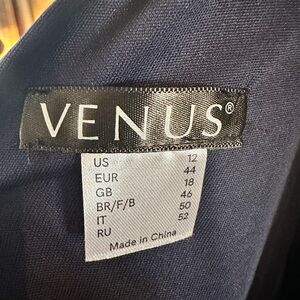 VENUS®
US 12
EUR 44
GB 18
BR/F/B 46
IT 50
RU 52
Made in China